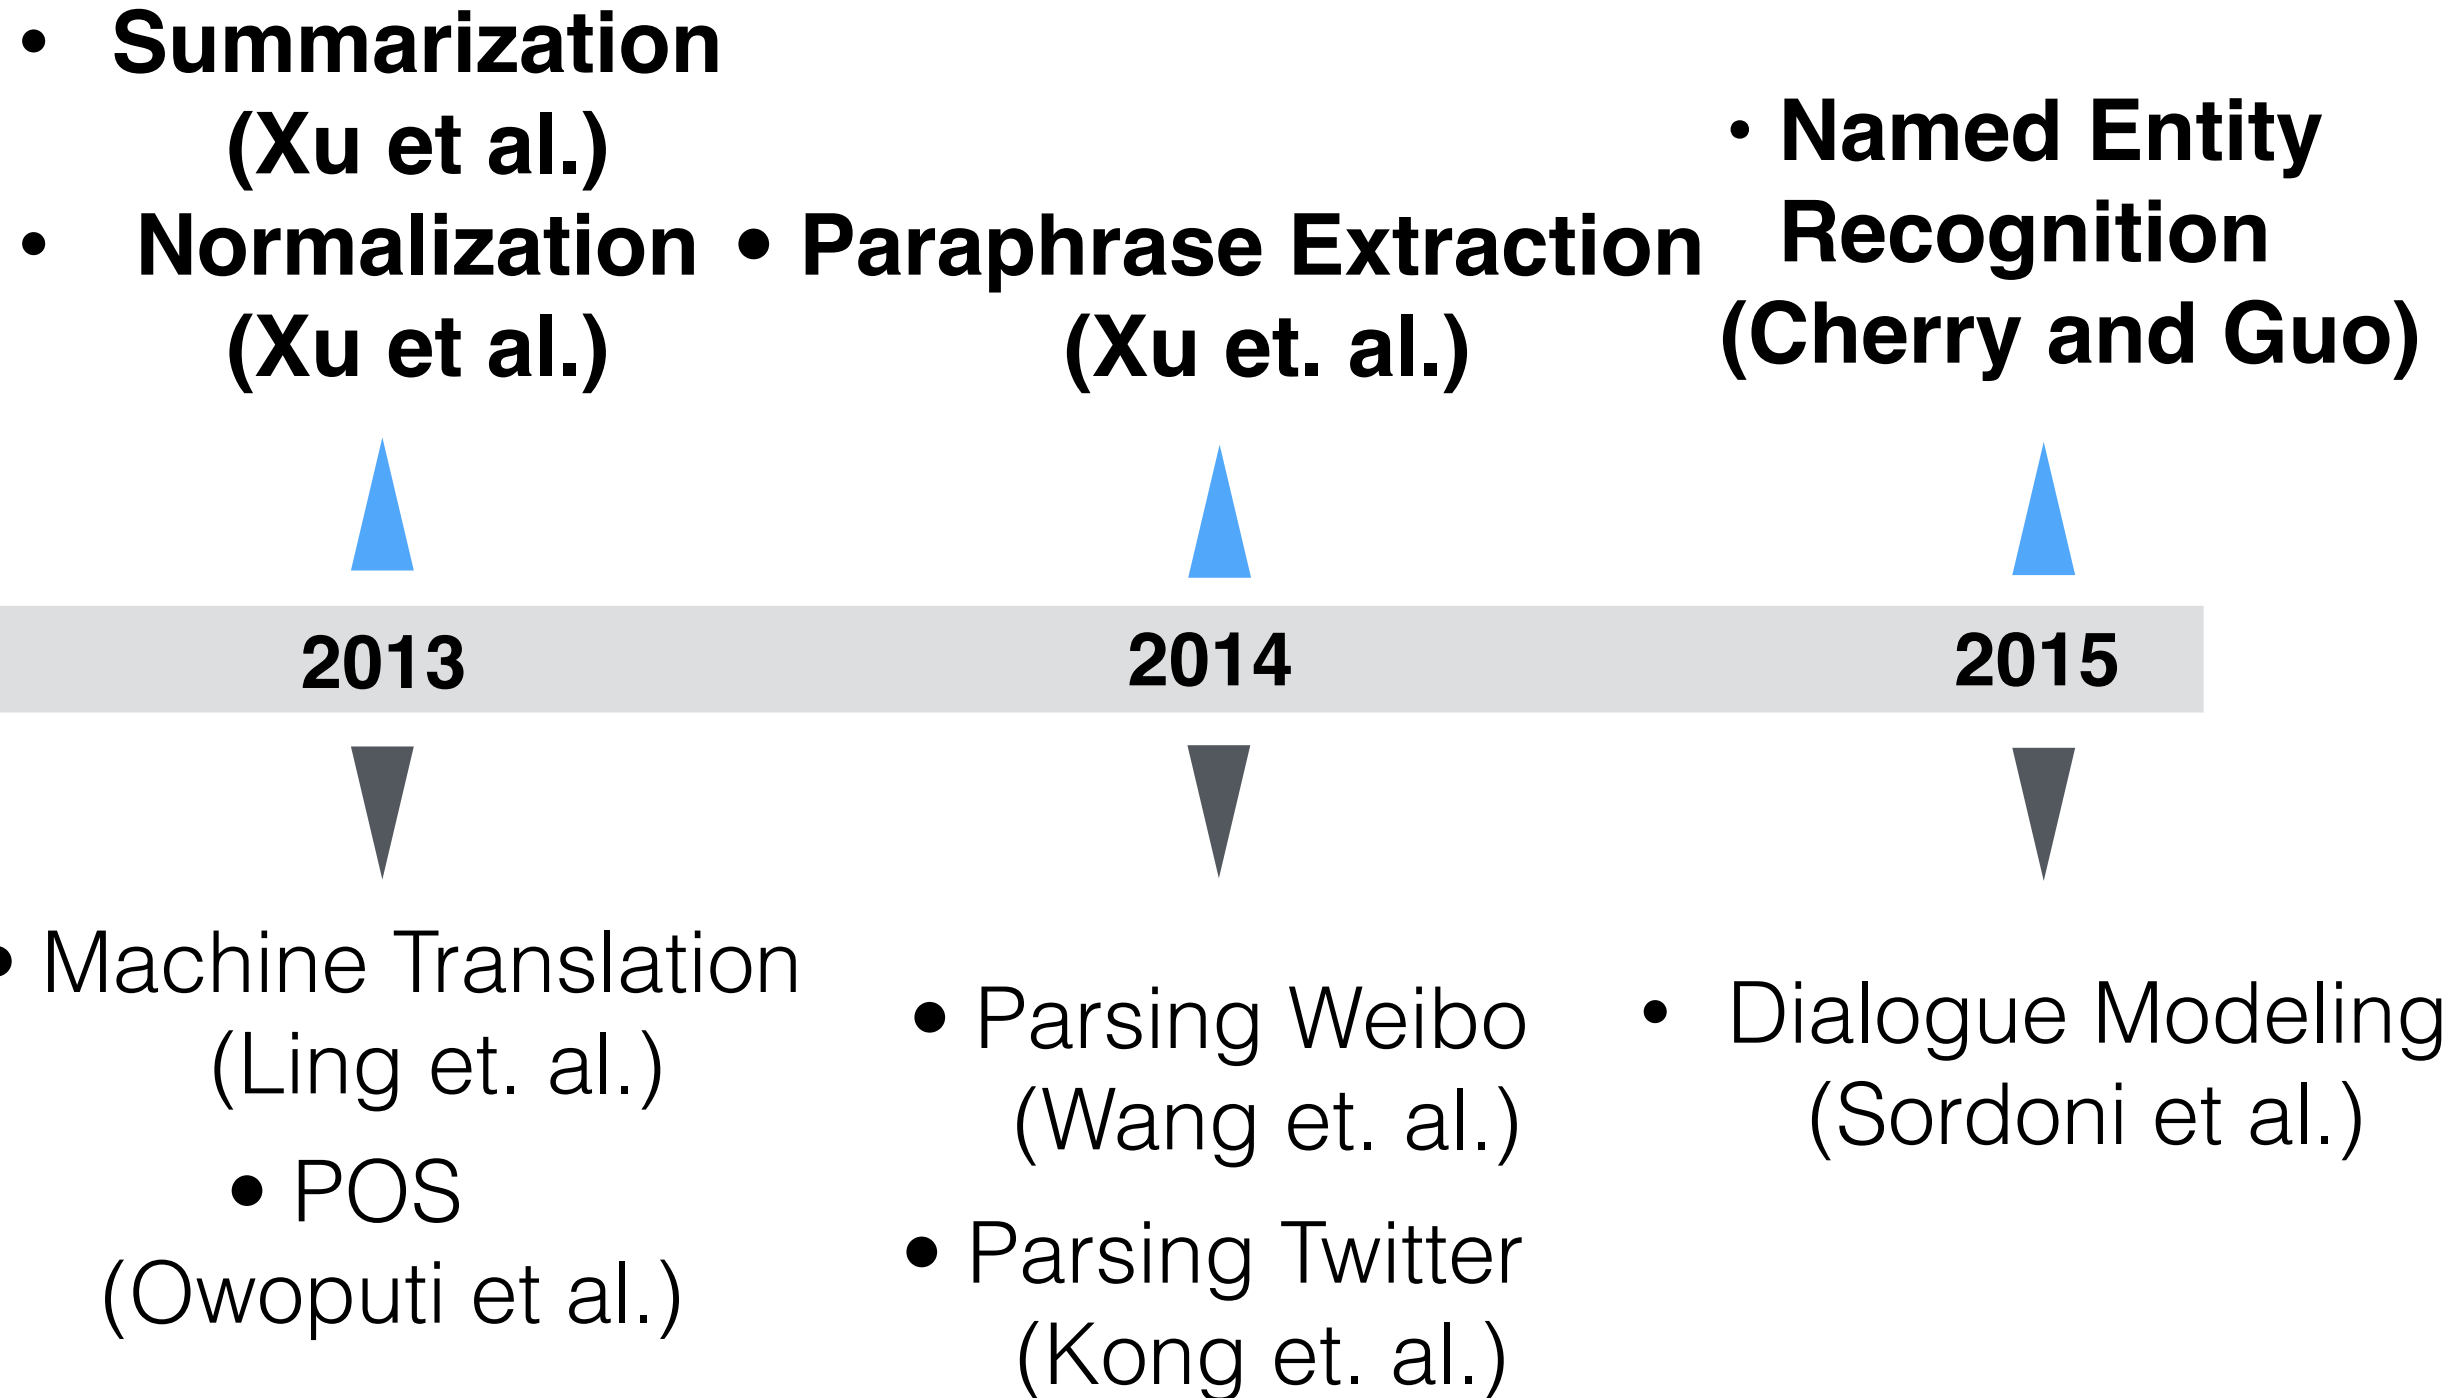 • Summarization
(Xu et al.)
• Normalization
(Xu et al.)
• Paraphrase Extraction
(Xu et. al.)
• Named Entity
Recognition
(Cherry and Guo)
2013
2014
2015
• Machine Translation
(Ling et. al.)
• POS
(Owoputi et al.)
• Parsing Weibo
(Wang et. al.)
• Parsing Twitter
(Kong et. al.)
• Dialogue Modeling
(Sordoni et al.)